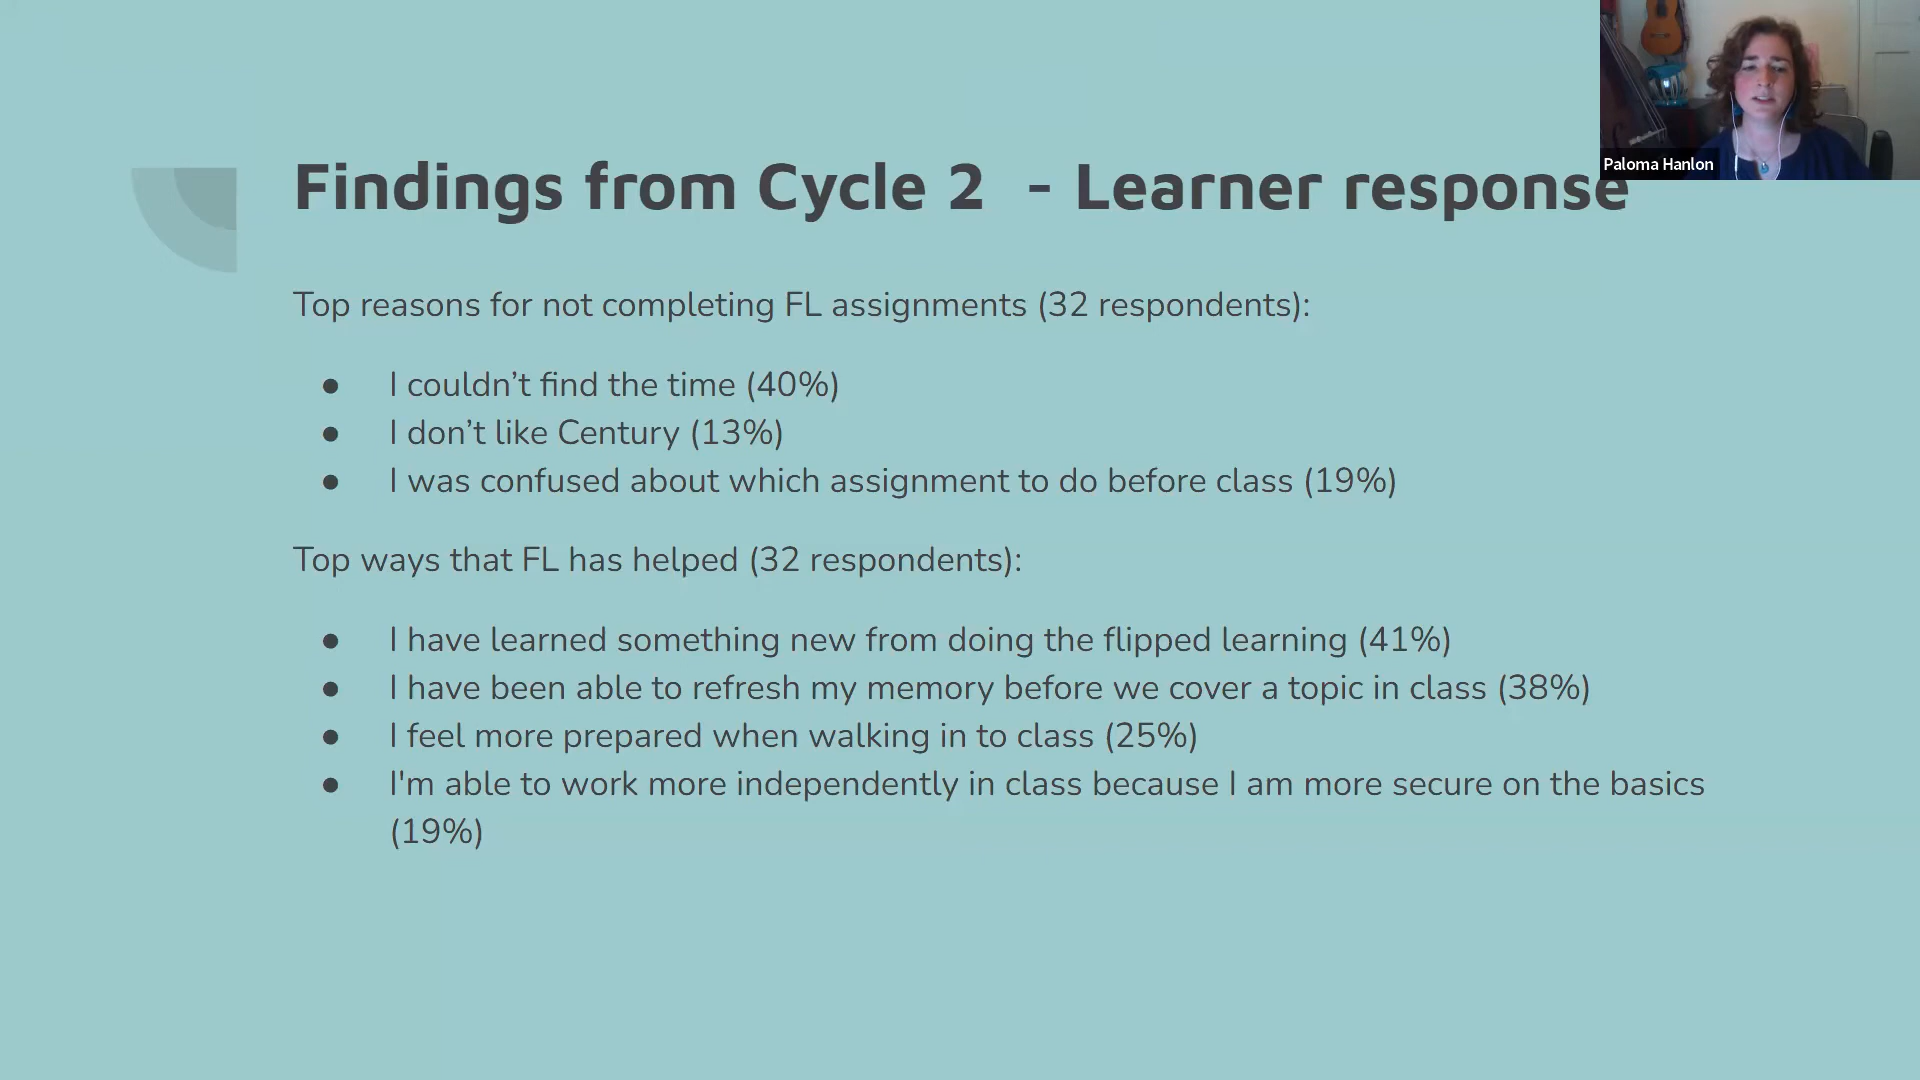 Paloma Hanlon
Findings from Cycle 2 - Learner response
Top reasons for not completing FL assignments (32 respondents):
● I couldn’t find the time (40%)
● I don’t like Century (13%)
● I was confused about which assignment to do before class (19%)
Top ways that FL has helped (32 respondents):
● I have learned something new from doing the flipped learning (41%)
● I have been able to refresh my memory before we cover a topic in class (38%)
● I feel more prepared when walking in to class (25%)
● I'm able to work more independently in class because I am more secure on the basics
(19%)